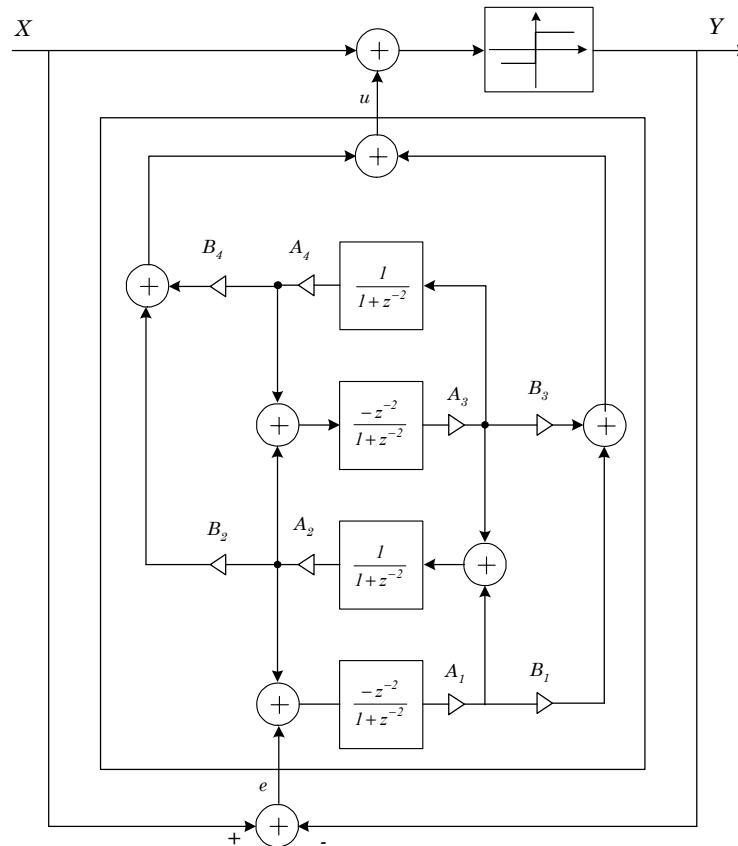 X
Y
+
u
+
B₄
A₄
1
1+z⁻²
+
A₃
B₃
+
-z⁻²
1+z⁻²
+
B₂
A₂
1
1+z⁻²
+
A₁
B₁
+
-z⁻²
1+z⁻²
e
+
+
-